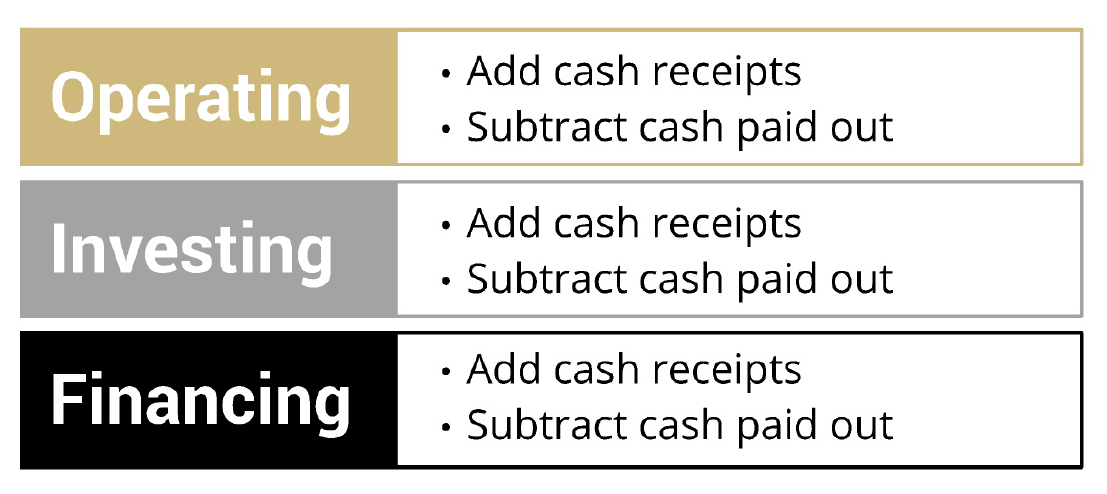 Operating
• Add cash receipts
• Subtract cash paid out
Investing
• Add cash receipts
• Subtract cash paid out
Financing
• Add cash receipts
• Subtract cash paid out